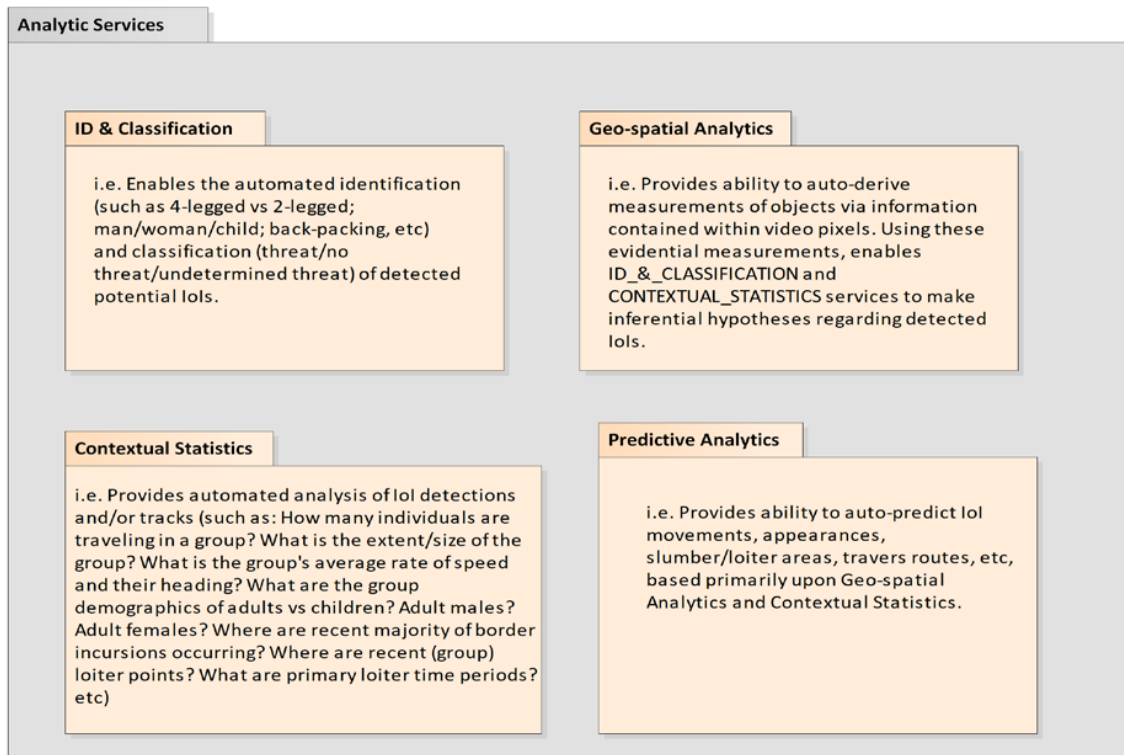 Analytic Services
ID & Classification
i.e. Enables the automated identification
(such as 4-legged vs 2-legged;
man/woman/child; back-packing, etc)
and classification (threat/no
threat/undetermined threat) of detected
potential IoIs.
Geo-spatial Analytics
i.e. Provides ability to auto-derive
measurements of objects via information
contained within video pixels. Using these
evidential measurements, enables
ID_&_CLASSIFICATION and
CONTEXTUAL_STATISTICS services to make
inferential hypotheses regarding detected
IoIs.
Contextual Statistics
i.e. Provides automated analysis of IoI detections
and/or tracks (such as: How many individuals are
traveling in a group? What is the extent/size of the
group? What is the group's average rate of speed
and their heading? What are the group
demographics of adults vs children? Adult males?
Adult females? Where are recent majority of border
incursions occurring? Where are recent (group)
loiter points? What are primary loiter time periods?
etc)
Predictive Analytics
i.e. Provides ability to auto-predict IoI
movements, appearances,
slumber/loiter areas, travers routes, etc,
based primarily upon Geo-spatial
Analytics and Contextual Statistics.